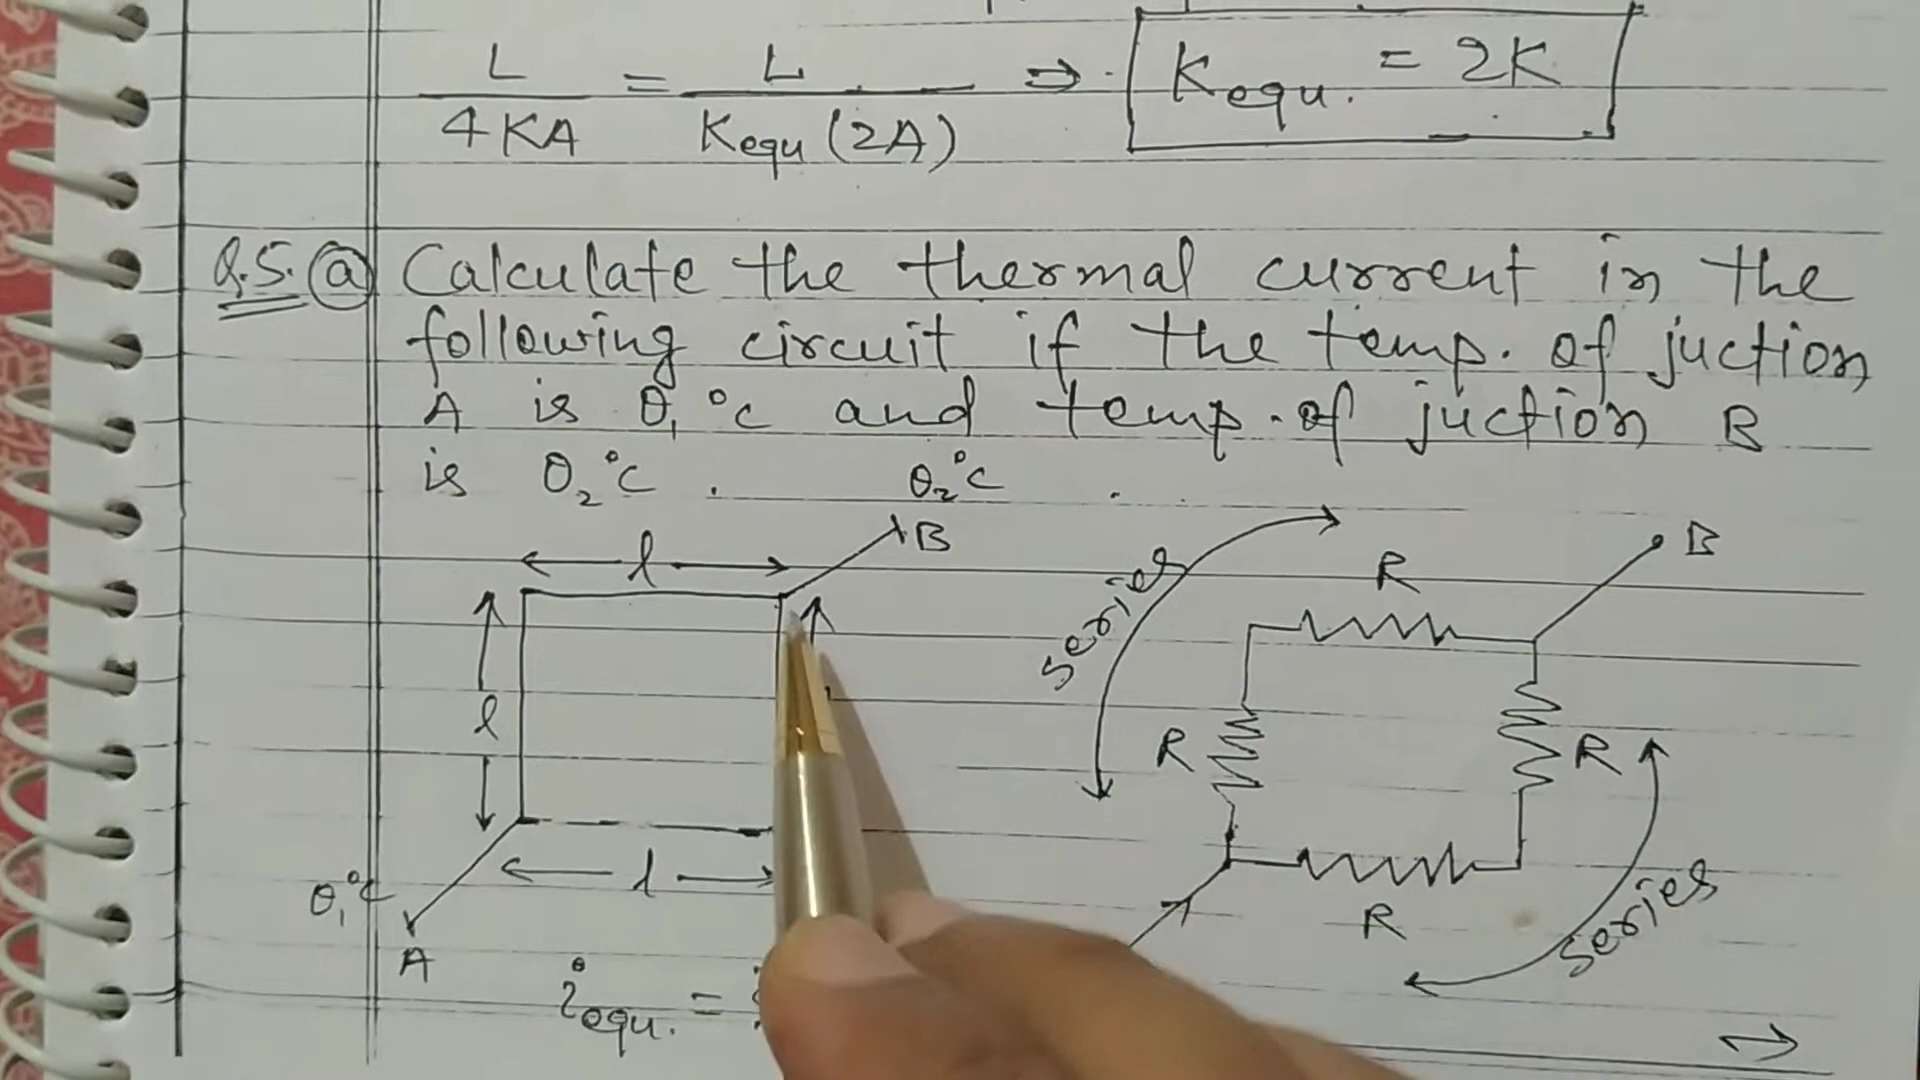 L/4KA = L/Kequ(2A) ⇒ Kequ. = 2K
Q.5. (a) Calculate the thermal current in the
following circuit if the temp. of juction
A is θ₁°c and temp. of juction B
is θ₂°c .
θ₂°c
B
l
l
l
θ₁°c
A
iequ. =
series
R
B
R
R
R
series
→